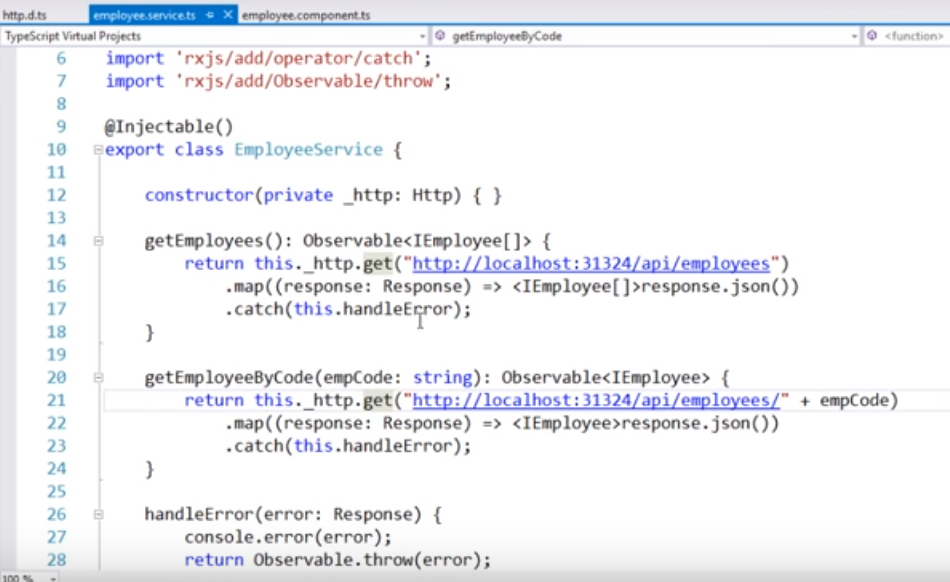 http.d.ts employee.service.ts employee.component.ts
TypeScript Virtual Projects getEmployeeByCode <function>
6 import 'rxjs/add/operator/catch';
7 import 'rxjs/add/Observable/throw';
8
9 @Injectable()
10 export class EmployeeService {
11
12 constructor(private _http: Http) { }
13
14 getEmployees(): Observable<IEmployee[]> {
15 return this._http.get("http://localhost:31324/api/employees")
16 .map((response: Response) => <IEmployee[]>response.json())
17 .catch(this.handleError);
18 }
19
20 getEmployeeByCode(empCode: string): Observable<IEmployee> {
21 return this._http.get("http://localhost:31324/api/employees/" + empCode)
22 .map((response: Response) => <IEmployee>response.json())
23 .catch(this.handleError);
24 }
25
26 handleError(error: Response) {
27 console.error(error);
28 return Observable.throw(error);
100 %